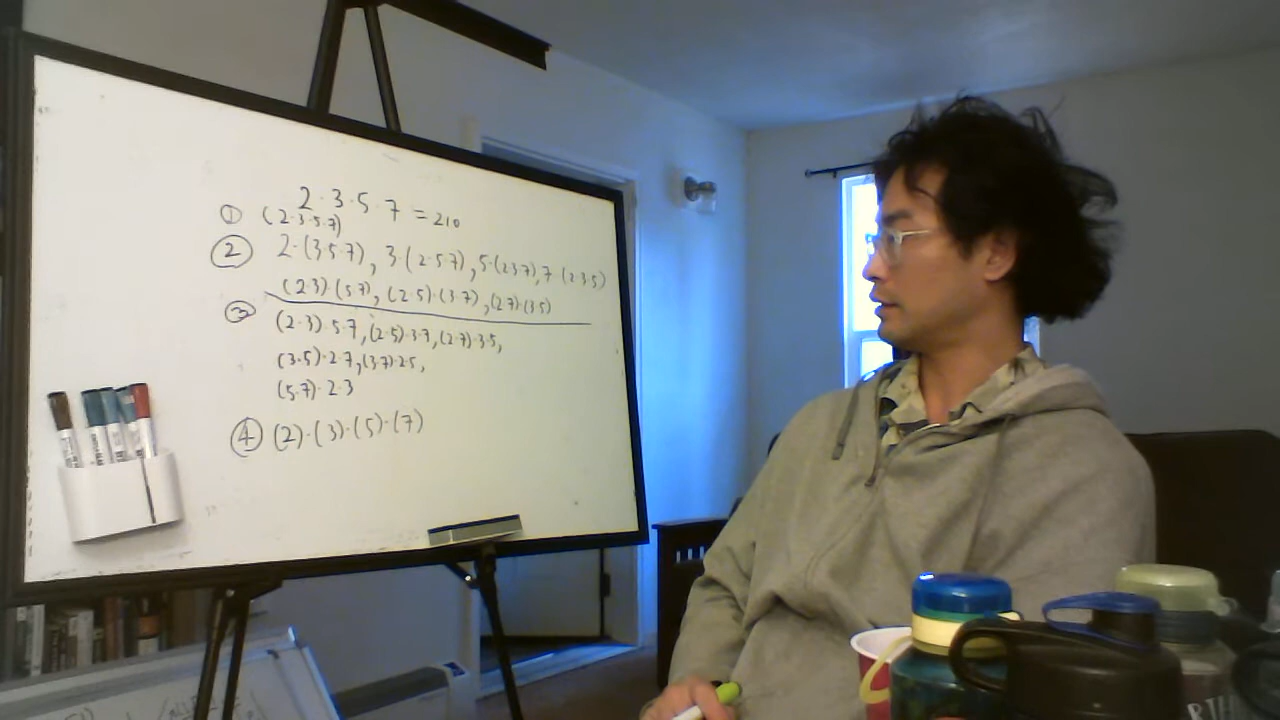 2·3·5·7 = 210
① (2·3·5·7)
② 2·(3·5·7), 3·(2·5·7), 5·(2·3·7), 7·(2·3·5)
(2·3)·(5·7), (2·5)·(3·7), (2·7)·(3·5)
③ (2·3)·5·7, (2·5)·3·7, (2·7)·3·5,
(3·5)·2·7, (3·7)·2·5,
(5·7)·2·3
④ (2)·(3)·(5)·(7)